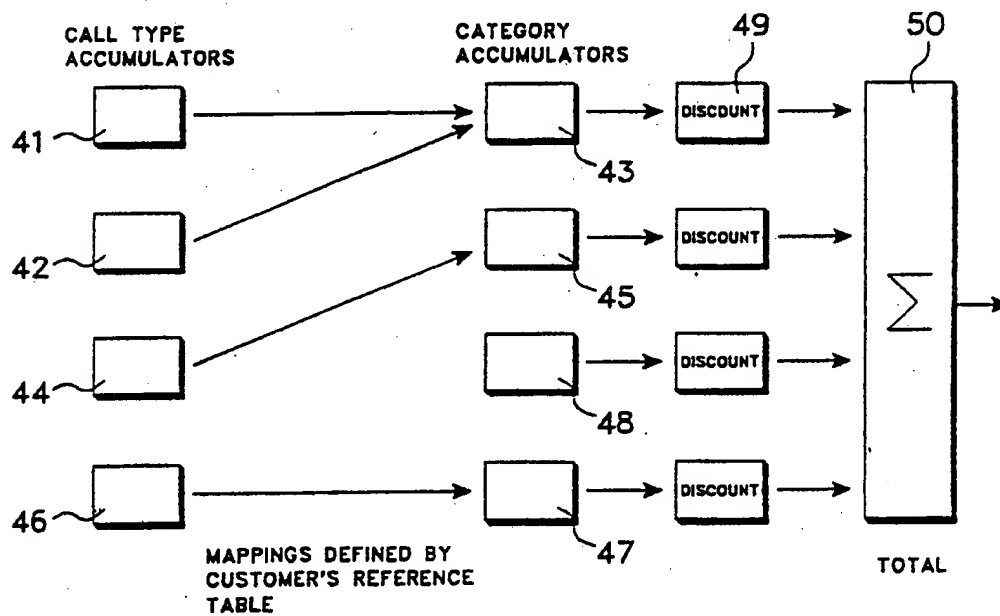 CALL TYPE
ACCUMULATORS
CATEGORY
ACCUMULATORS
49
50
41
DISCOUNT
43
42
DISCOUNT
45
Σ
44
DISCOUNT
48
46
DISCOUNT
47
MAPPINGS DEFINED BY
CUSTOMER'S REFERENCE
TABLE
TOTAL